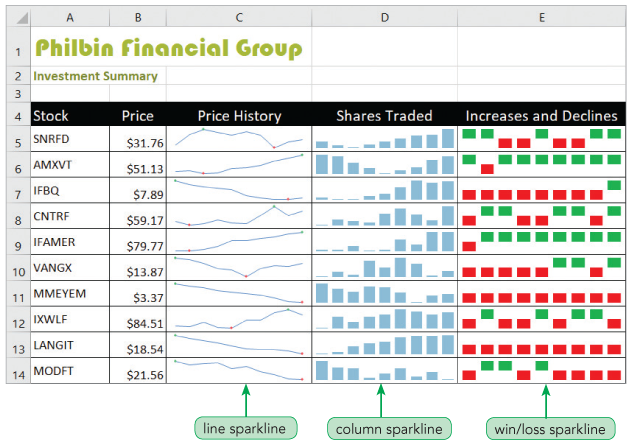 A B C D E
1 Philbin Financial Group
2 Investment Summary
3
4 Stock Price Price History Shares Traded Increases and Declines
5 SNRFD $31.76
6 AMXVT $51.13
7 IFBQ $7.89
8 CNTRF $59.17
9 IFAMER $79.77
10 VANGX $13.87
11 MMEYEM $3.37
12 IXWLF $84.51
13 LANGIT $18.54
14 MODFT $21.56
line sparkline column sparkline win/loss sparkline